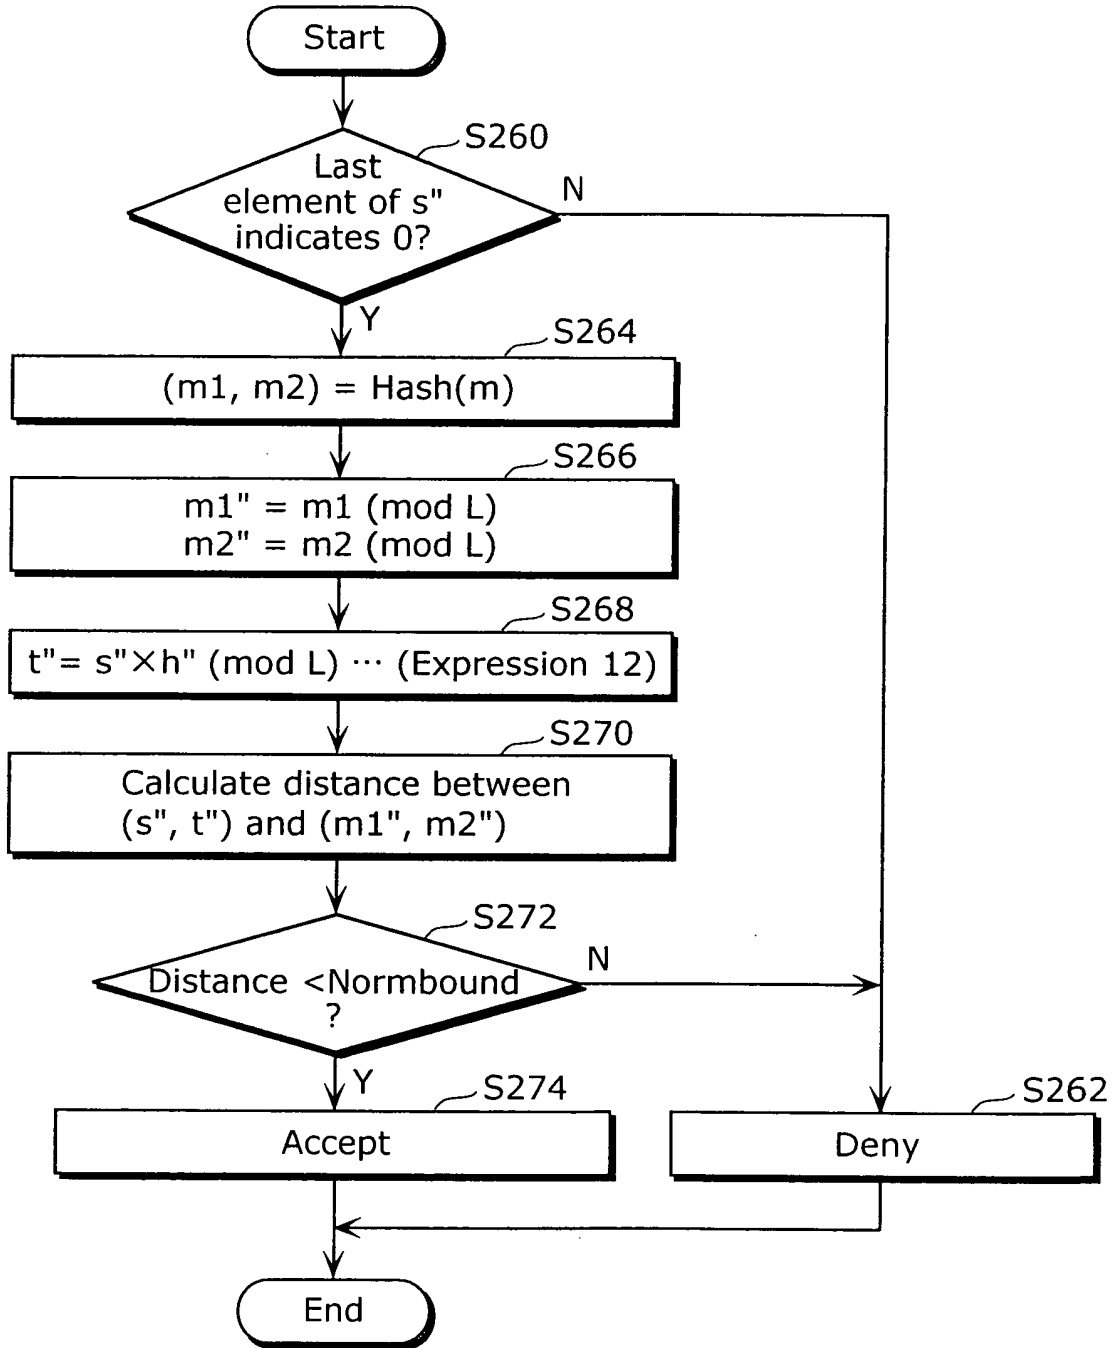 Start
S260
Last
element of s"
indicates 0?
N
Y
S264
(m1, m2) = Hash(m)
S266
m1" = m1 (mod L)
m2" = m2 (mod L)
S268
t"= s"×h" (mod L) ··· (Expression 12)
S270
Calculate distance between
(s", t") and (m1", m2")
S272
Distance <Normbound
?
N
Y
S274
Accept
S262
Deny
End